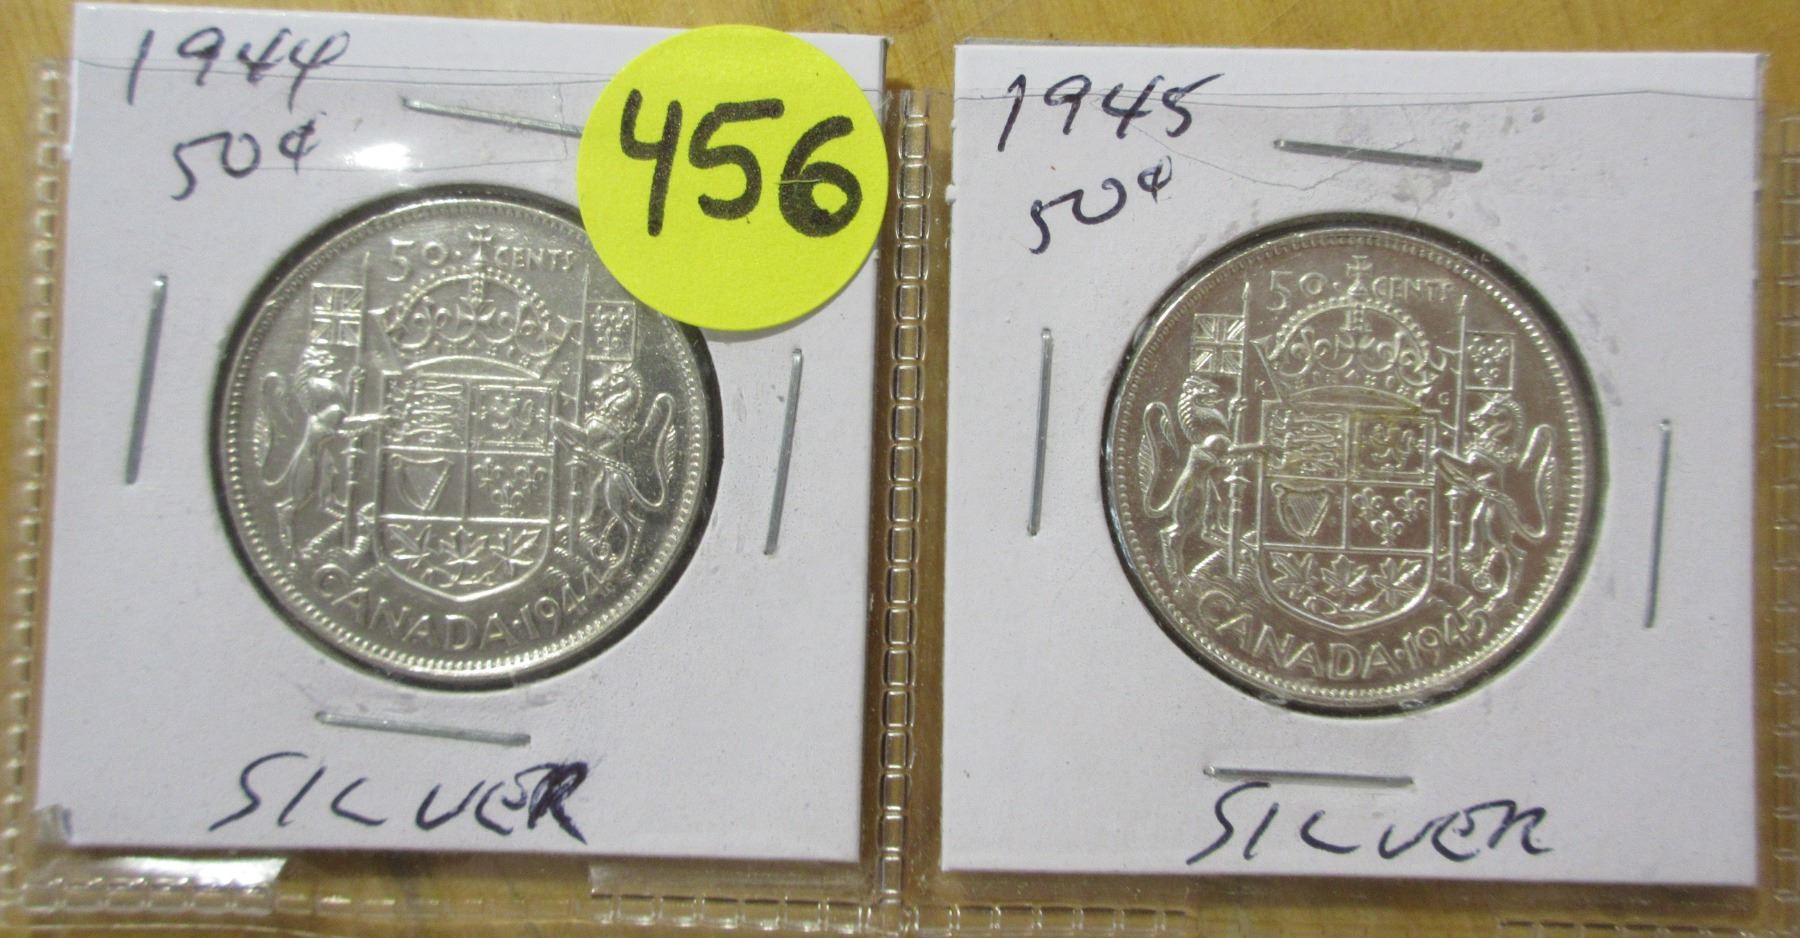 1944
50¢
456
50 · CENTS
CANADA · 1944
SILVER
1945
50¢
50 · CENTS
K G
CANADA · 1945
SILVER